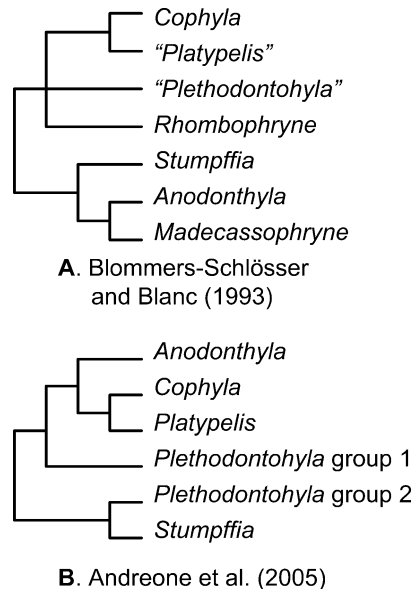 Cophyla
“Platypelis”
“Plethodontohyla”
Rhombophryne
Stumpffia
Anodonthyla
Madecassophryne
A. Blommers-Schlösser
and Blanc (1993)
Anodonthyla
Cophyla
Platypelis
Plethodontohyla group 1
Plethodontohyla group 2
Stumpffia
B. Andreone et al. (2005)